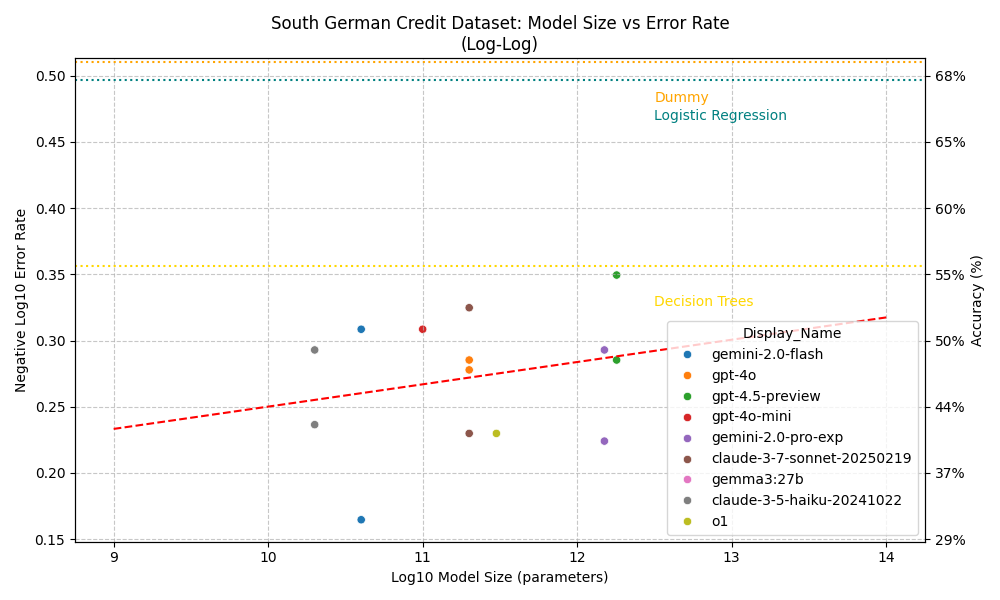 South German Credit Dataset: Model Size vs Error Rate
(Log-Log)
Negative Log10 Error Rate
0.50
0.45
0.40
0.35
0.30
0.25
0.20
0.15
68%
65%
60%
55%
50%
44%
37%
29%
Accuracy (%)
Dummy
Logistic Regression
Decision Trees
Display_Name
gemini-2.0-flash
gpt-4o
gpt-4.5-preview
gpt-4o-mini
gemini-2.0-pro-exp
claude-3-7-sonnet-20250219
gemma3:27b
claude-3-5-haiku-20241022
o1
9 10 11 12 13 14
Log10 Model Size (parameters)